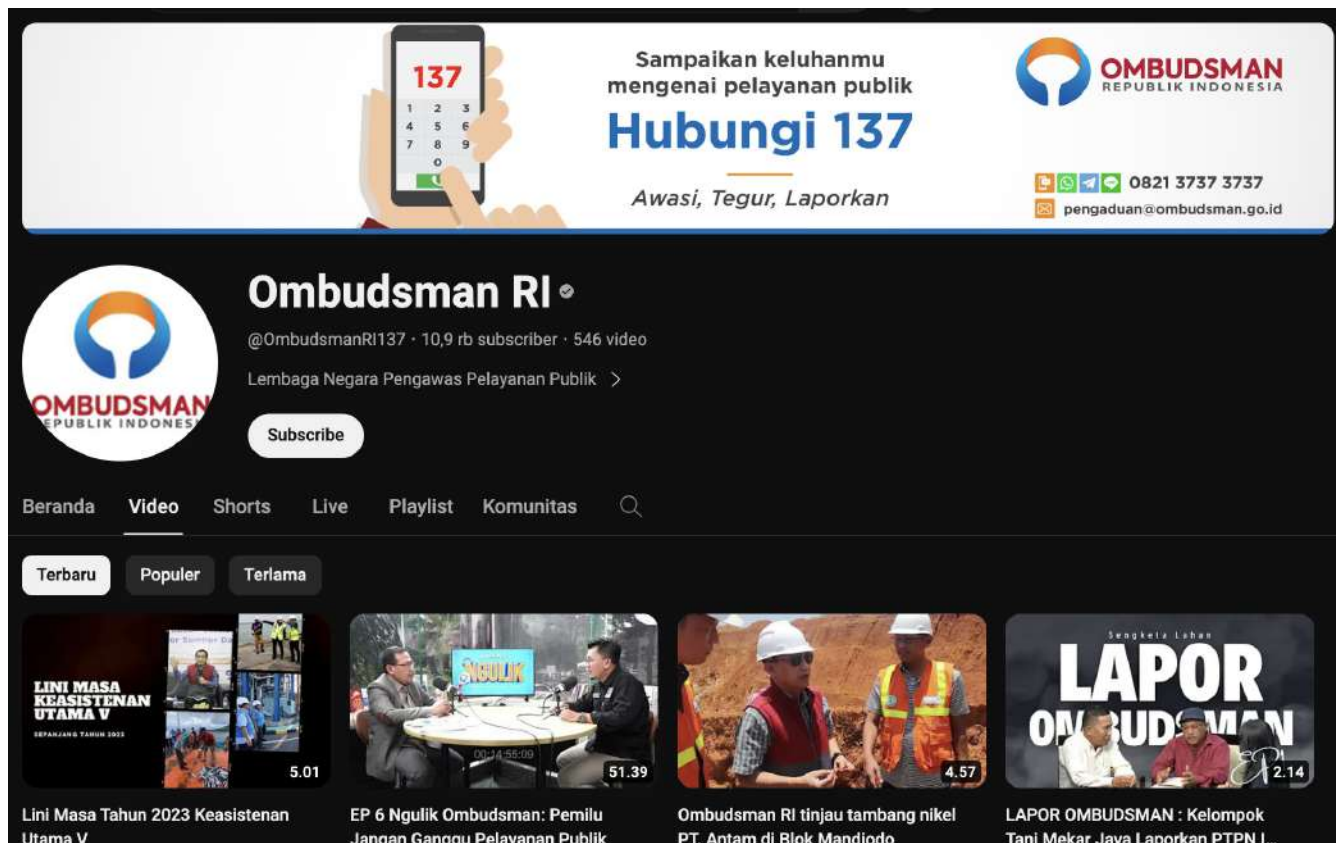 Sampaikan keluhanmu
mengenai pelayanan publik
Hubungi 137
Awasi, Tegur, Laporkan
137
1 2 3
4 5 6
7 8 9
0
OMBUDSMAN
REPUBLIK INDONESIA
0821 3737 3737
pengaduan@ombudsman.go.id
OMBUDSMAN
EPUBLIK INDONES
Ombudsman RI
@OmbudsmanRI137 · 10,9 rb subscriber · 546 video
Lembaga Negara Pengawas Pelayanan Publik >
Subscribe
Beranda Video Shorts Live Playlist Komunitas
Terbaru Populer Terlama
LINI MASA
KEASISTENAN
UTAMA V
SEPANJANG TAHUN 2023
5.01
NGULIK
00:14:55:09
51.39
4.57
Sengketa Lahan
LAPOR
OMBUDSMAN
EP1
2.14
Lini Masa Tahun 2023 Keasistenan
Utama V
EP 6 Ngulik Ombudsman: Pemilu
Jangan Ganggu Pelayanan Publik
Ombudsman RI tinjau tambang nikel
PT. Antam di Blok Mandiodo
LAPOR OMBUDSMAN : Kelompok
Tani Mekar Jaya Laporkan PTPN I...